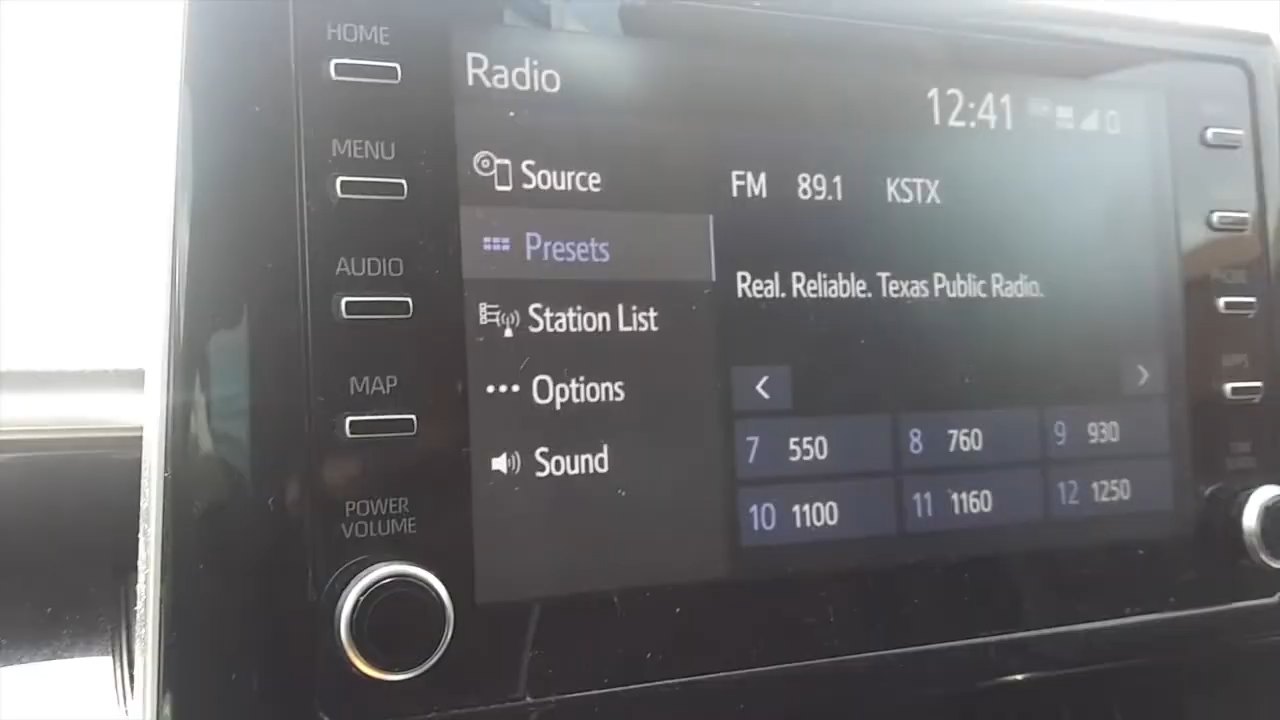 HOME
MENU
AUDIO
MAP
POWER
VOLUME
Radio
12:41
Source
Presets
Station List
Options
Sound
FM 89.1 KSTX
Real. Reliable. Texas Public Radio.
7 550
8 760
9 930
10 1100
11 1160
12 1250